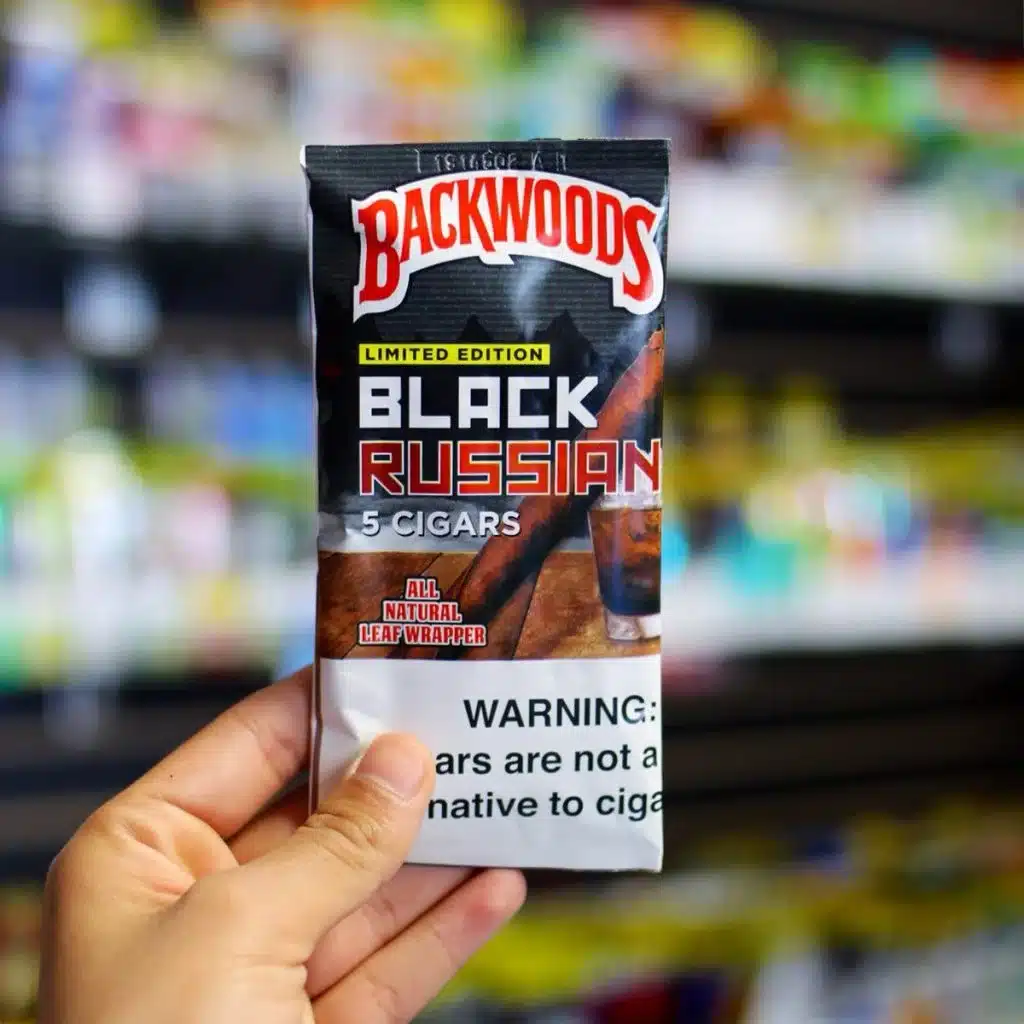 BACKWOODS
LIMITED EDITION
BLACK
RUSSIAN
5 CIGARS
ALL
NATURAL
LEAF WRAPPER
WARNING:
ars are not a
native to ciga